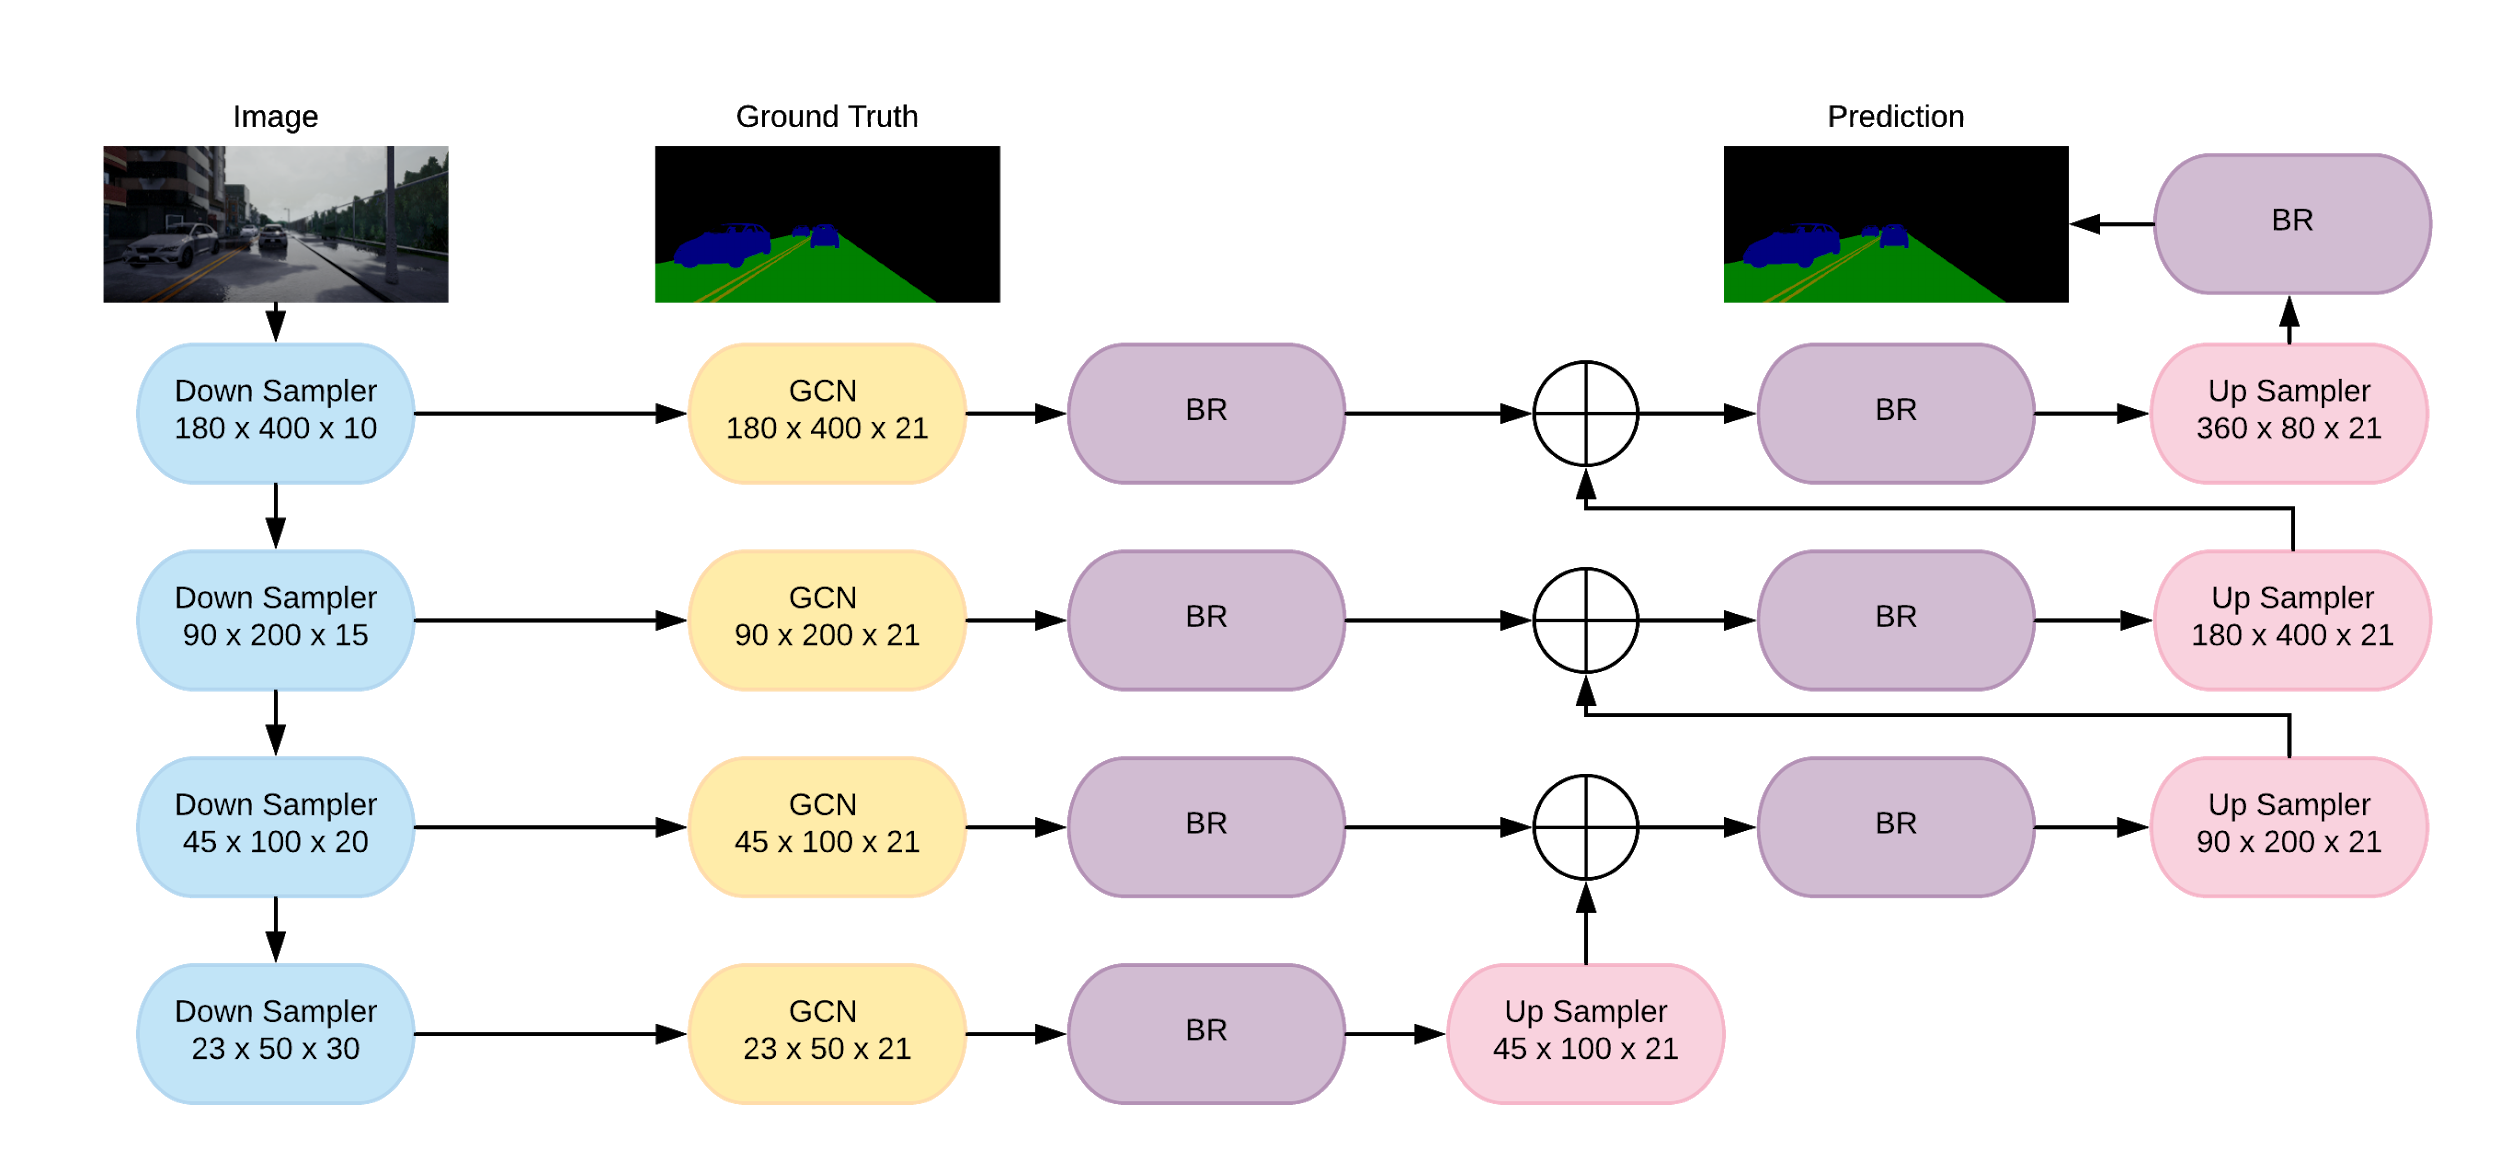 Image
Ground Truth
Prediction
BR
Down Sampler
180 x 400 x 10
GCN
180 x 400 x 21
BR
BR
Up Sampler
360 x 80 x 21
Down Sampler
90 x 200 x 15
GCN
90 x 200 x 21
BR
BR
Up Sampler
180 x 400 x 21
Down Sampler
45 x 100 x 20
GCN
45 x 100 x 21
BR
BR
Up Sampler
90 x 200 x 21
Down Sampler
23 x 50 x 30
GCN
23 x 50 x 21
BR
Up Sampler
45 x 100 x 21